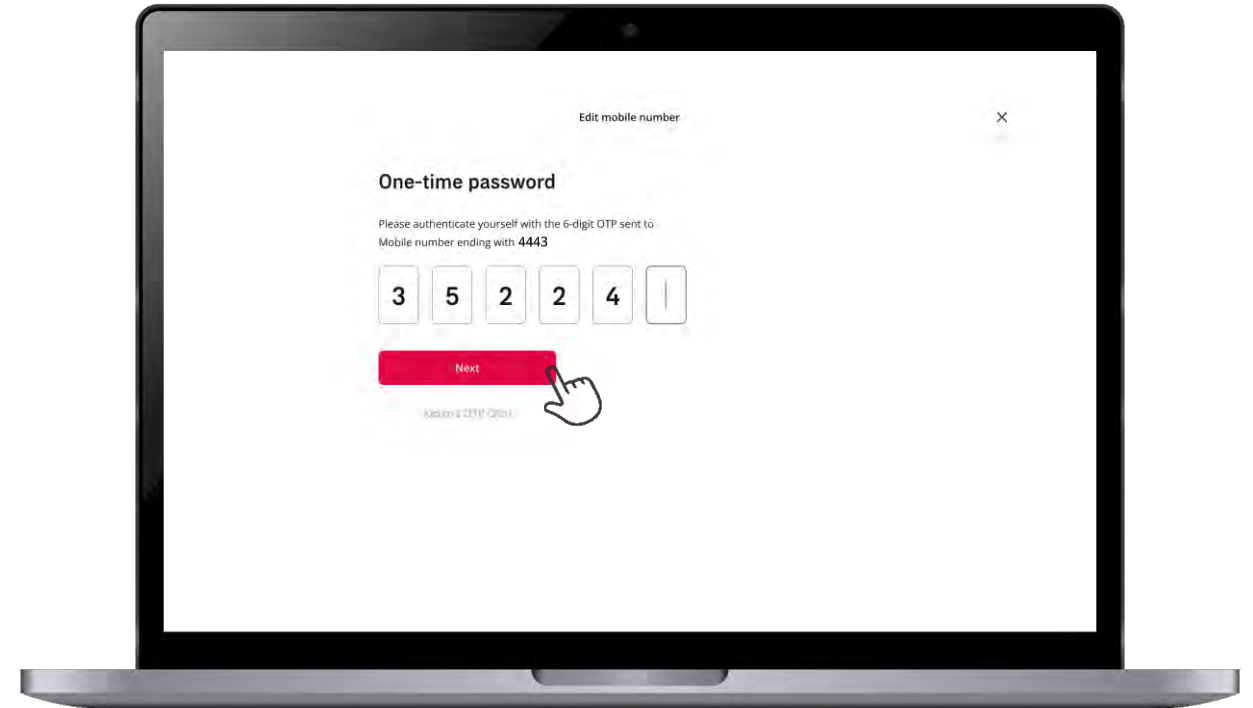 Edit mobile number
One-time password
Please authenticate yourself with the 6-digit OTP sent to
Mobile number ending with 4443
3 5 2 2 4
Next
OTP